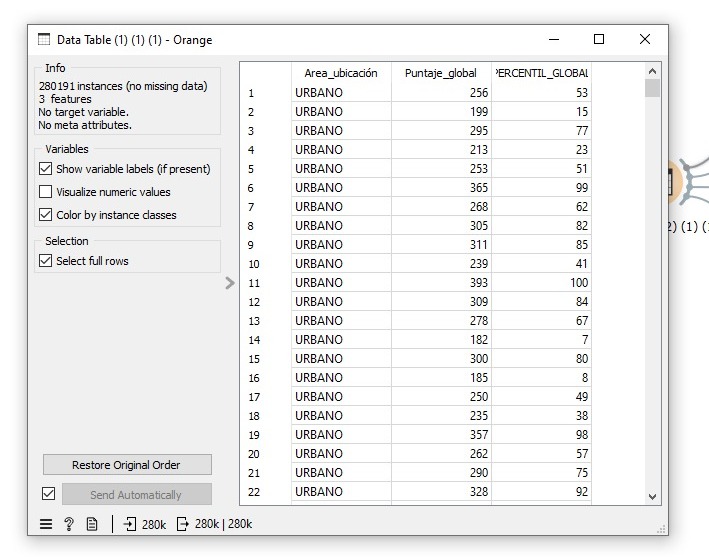 Data Table (1) (1) (1) - Orange
Info
280191 instances (no missing data)
3 features
No target variable.
No meta attributes.
Variables
Show variable labels (if present)
Visualize numeric values
Color by instance classes
Selection
Select full rows
Restore Original Order
Send Automatically
280k
280k | 280k
Area_ubicación Puntaje_global PERCENTIL_GLOBAL
1 URBANO 256 53
2 URBANO 199 15
3 URBANO 295 77
4 URBANO 213 23
5 URBANO 253 51
6 URBANO 365 99
7 URBANO 268 62
8 URBANO 305 82
9 URBANO 311 85
10 URBANO 239 41
11 URBANO 393 100
12 URBANO 309 84
13 URBANO 278 67
14 URBANO 182 7
15 URBANO 300 80
16 URBANO 185 8
17 URBANO 250 49
18 URBANO 235 38
19 URBANO 357 98
20 URBANO 262 57
21 URBANO 290 75
22 URBANO 328 92
2) (1) (